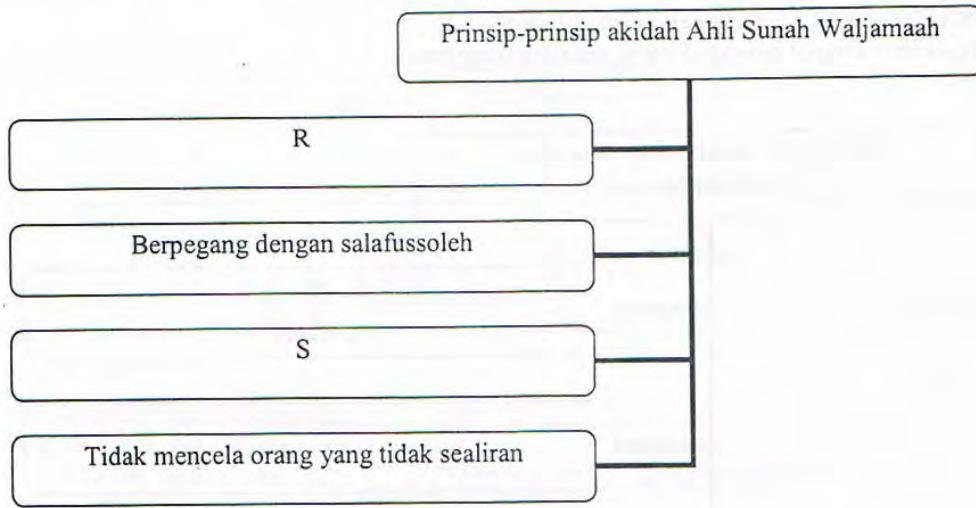 Prinsip-prinsip akidah Ahli Sunah Waljamaah
R
Berpegang dengan salafussoleh
S
Tidak mencela orang yang tidak sealiran